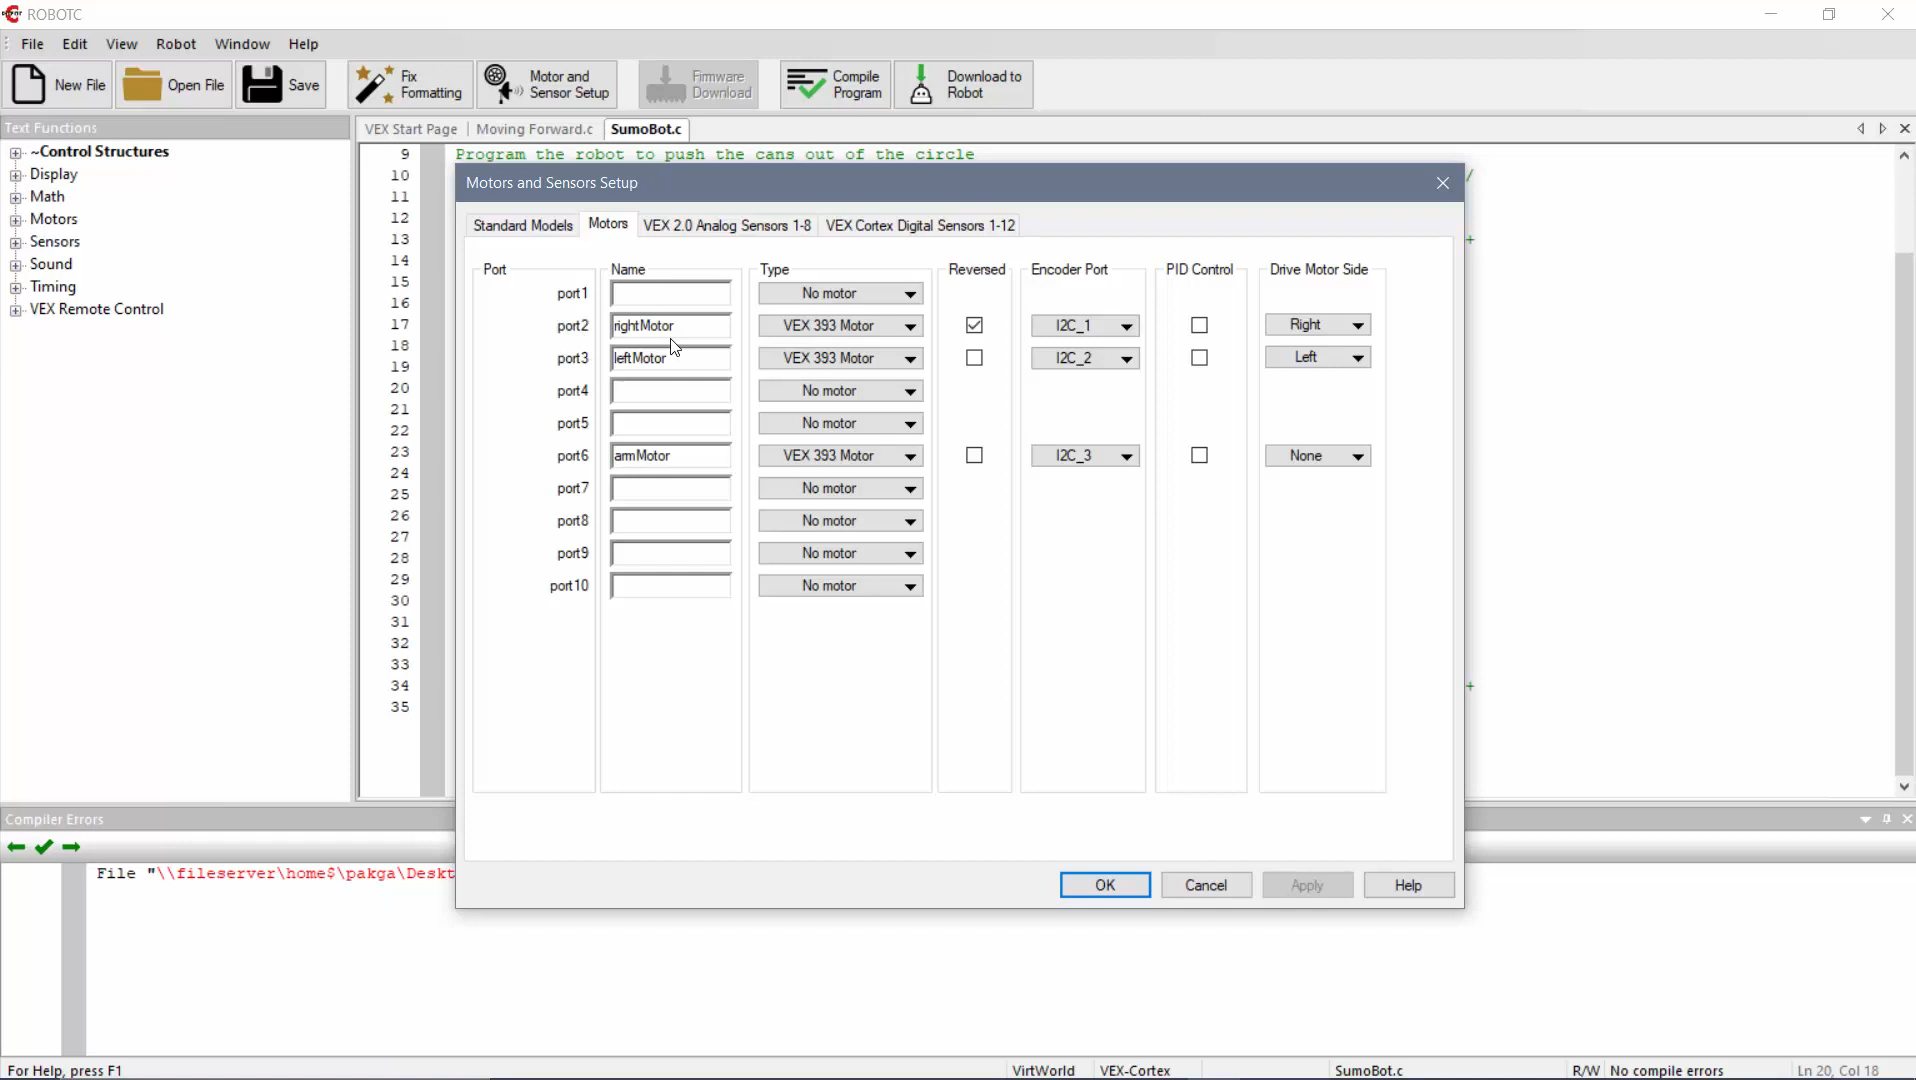 ROBOTC
File Edit View Robot Window Help
New File Open File Save Fix Formatting Motor and Sensor Setup Firmware Download Compile Program Download to Robot
Text Functions
VEX Start Page Moving Forward.c SumoBot.c
~Control Structures
Display
Math
Motors
Sensors
Sound
Timing
VEX Remote Control
9 Program the robot to push the cans out of the circle
10 /
11
12
13 +
14
15
16
17
18
19
20
21
22
23
24
25
26
27
28
29
30
31
32
33
34 +
35
Motors and Sensors Setup
Standard Models Motors VEX 2.0 Analog Sensors 1-8 VEX Cortex Digital Sensors 1-12
Port Name Type Reversed Encoder Port PID Control Drive Motor Side
port1 No motor
port2 rightMotor VEX 393 Motor I2C_1 Right
port3 leftMotor VEX 393 Motor I2C_2 Left
port4 No motor
port5 No motor
port6 armMotor VEX 393 Motor I2C_3 None
port7 No motor
port8 No motor
port9 No motor
port10 No motor
OK Cancel Apply Help
Compiler Errors
File "\\fileserver\home$\pakga\Deskt
For Help, press F1 VirtWorld VEX-Cortex SumoBot.c R/W No compile errors Ln 20, Col 18